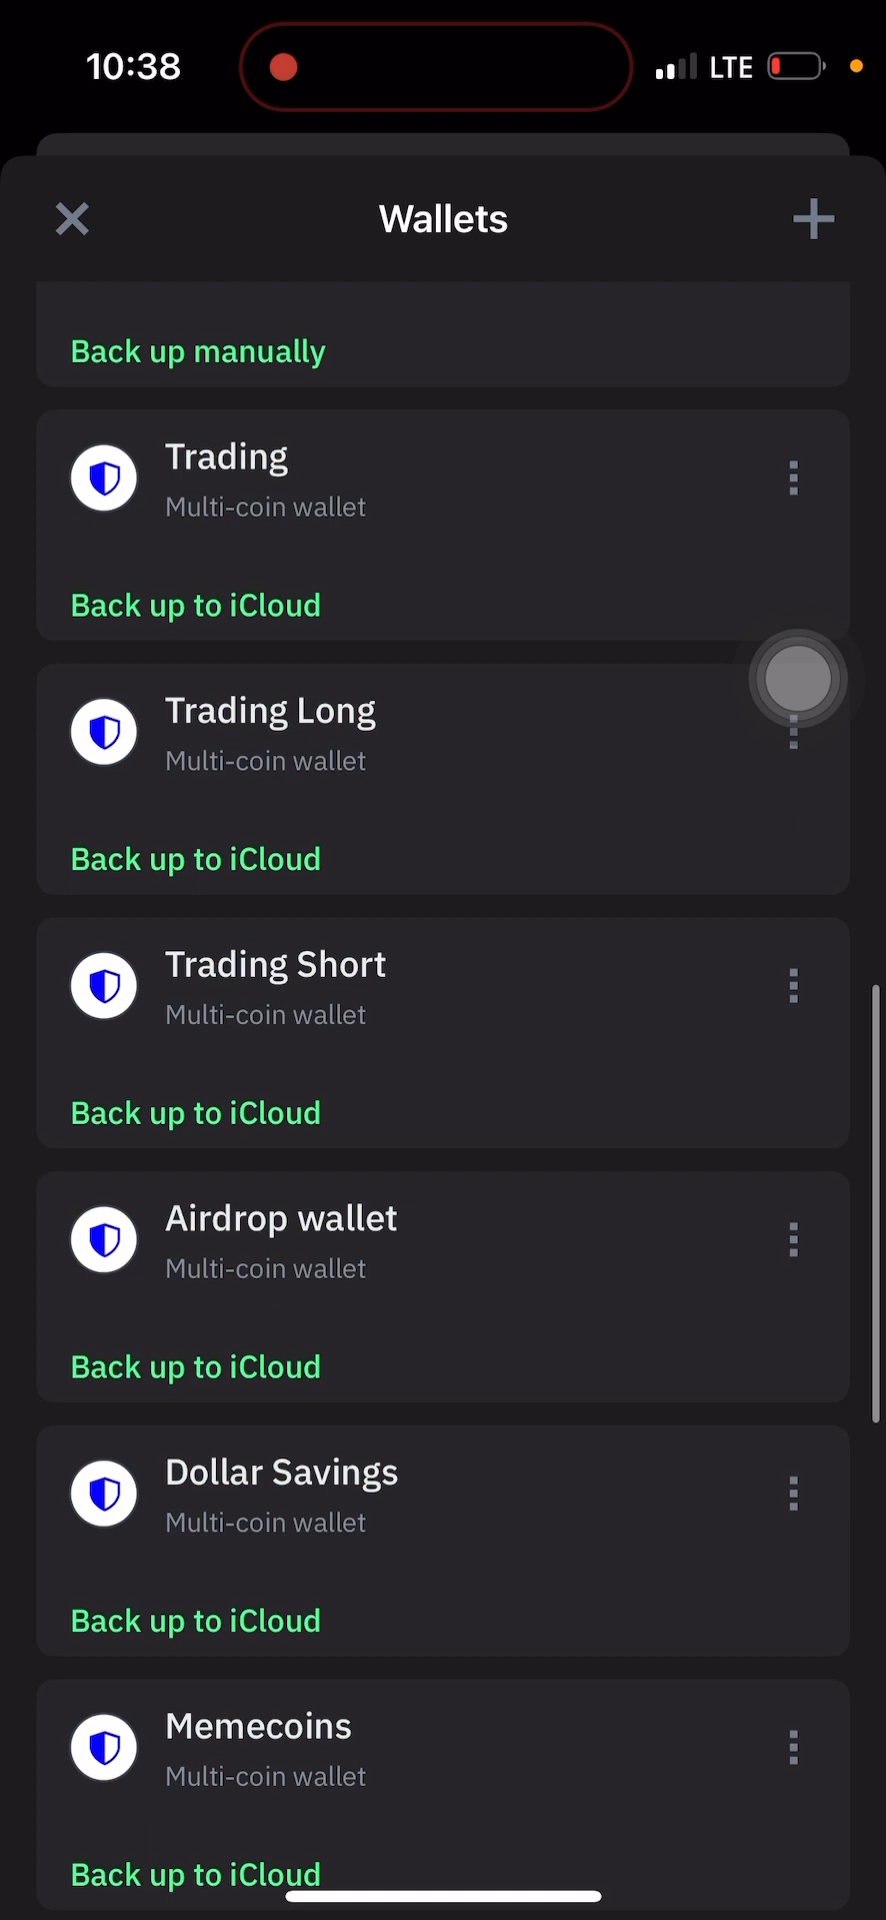 10:38
LTE
Wallets
Back up manually
Trading
Multi-coin wallet
Back up to iCloud
Trading Long
Multi-coin wallet
Back up to iCloud
Trading Short
Multi-coin wallet
Back up to iCloud
Airdrop wallet
Multi-coin wallet
Back up to iCloud
Dollar Savings
Multi-coin wallet
Back up to iCloud
Memecoins
Multi-coin wallet
Back up to iCloud